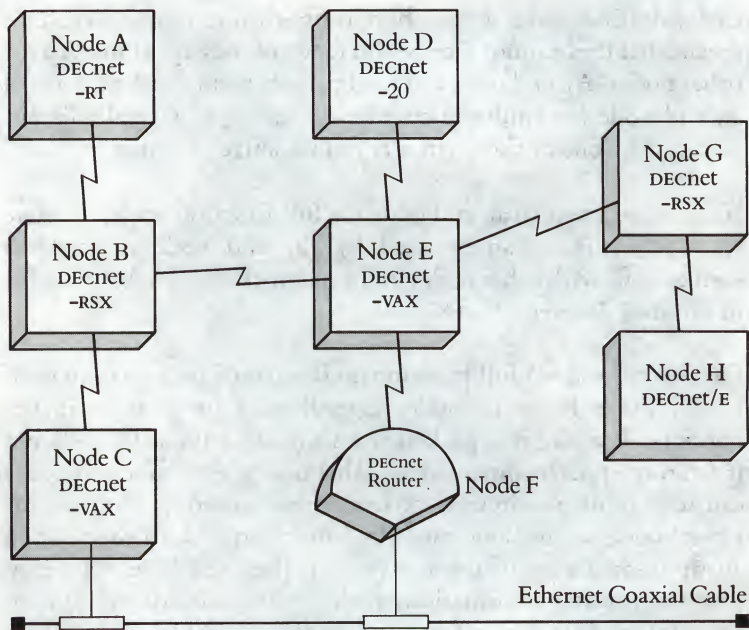 Node A
DECnet
-RT
Node D
DECnet
-20
Node G
DECnet
-RSX
Node B
DECnet
-RSX
Node E
DECnet
-VAX
Node H
DECnet/E
Node C
DECnet
-VAX
DECnet
Router
Node F
Ethernet Coaxial Cable